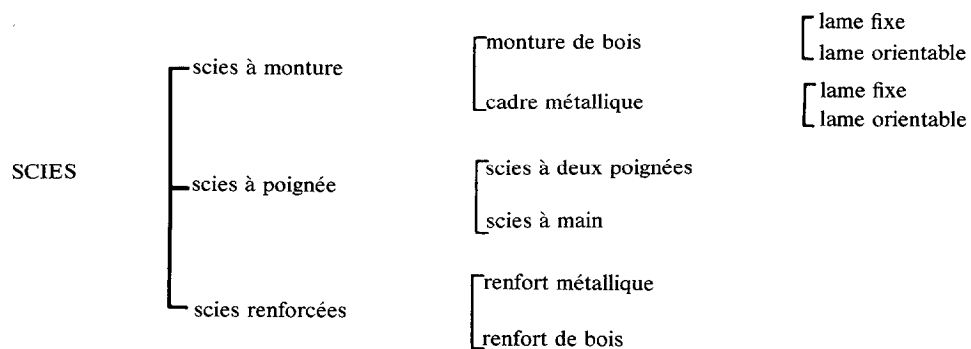 lame fixe
monture de bois
lame orientable
scies à monture
lame fixe
cadre métallique
lame orientable
SCIES
scies à poignée
scies à deux poignées
scies à main
renfort métallique
scies renforcées
renfort de bois